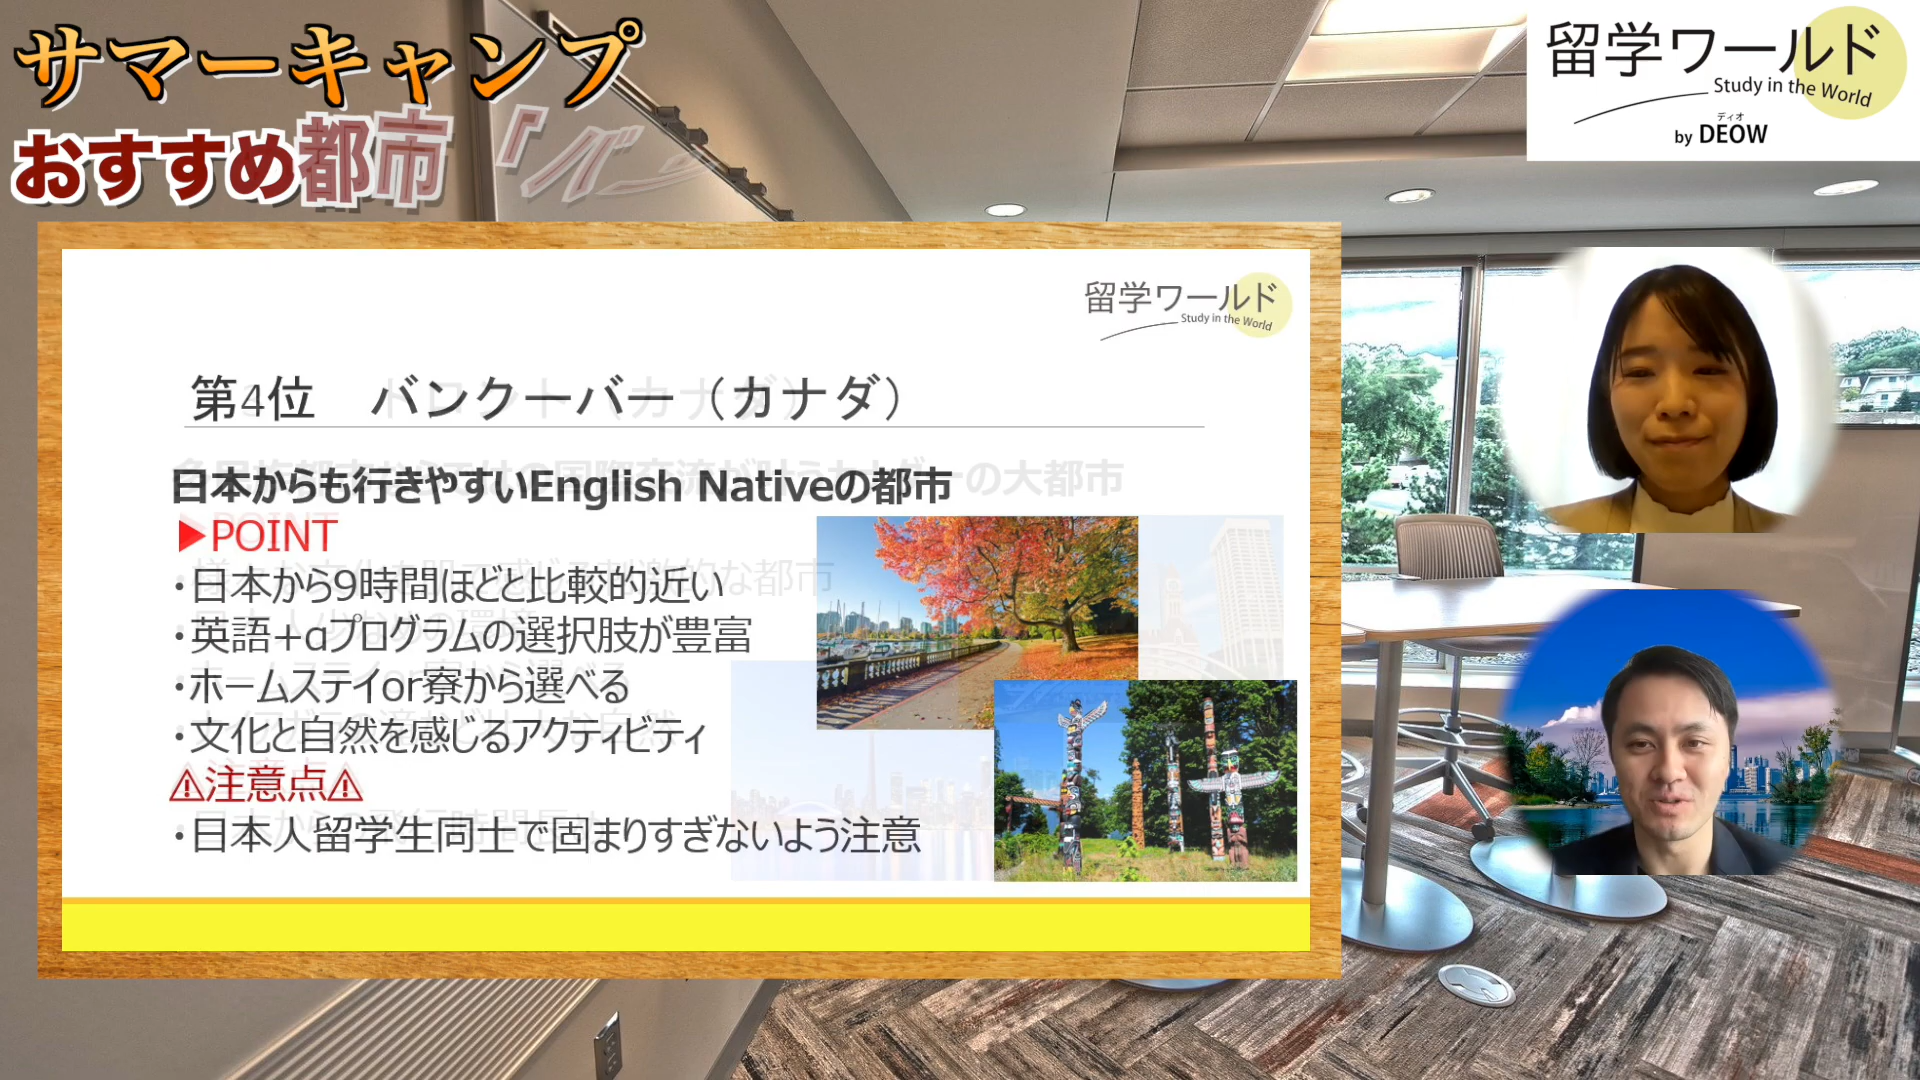 サマーキャンプ
おすすめ都市「バン
留学ワールド
Study in the World
ディオ
by DEOW
留学ワールド
Study in the World
第4位 バンクーバー（カナダ）
日本からも行きやすいEnglish Nativeの都市
▶POINT
・日本から9時間ほどと比較的近い
・英語+αプログラムの選択肢が豊富
・ホームステイor寮から選べる
・文化と自然を感じるアクティビティ
⚠注意点⚠
・日本人留学生同士で固まりすぎないよう注意